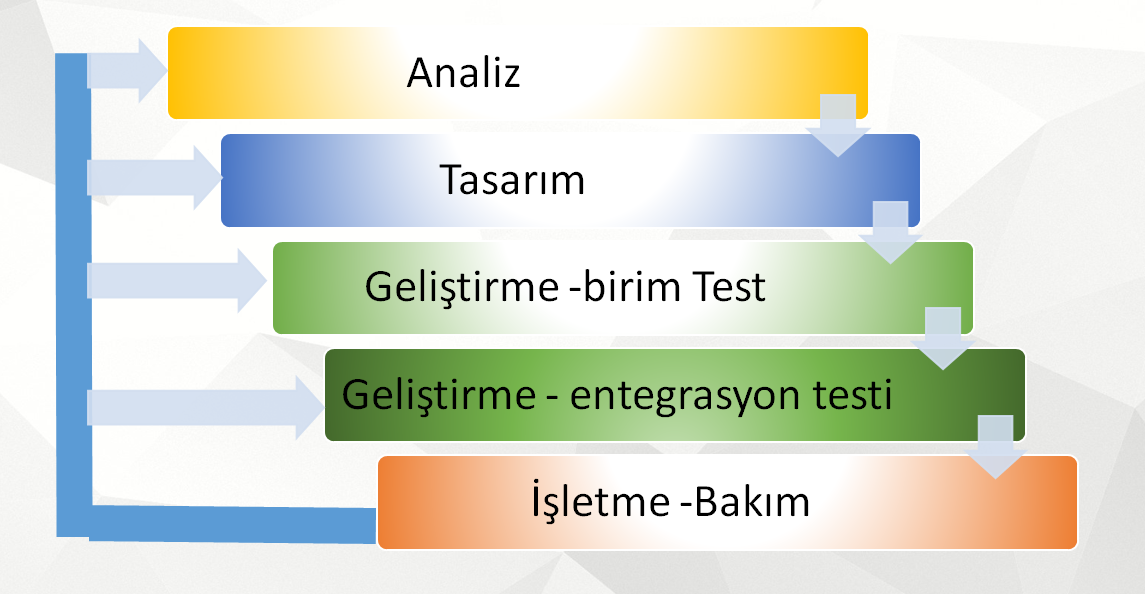 Analiz
Tasarım
Geliştirme -birim Test
Geliştirme - entegrasyon testi
İşletme -Bakım